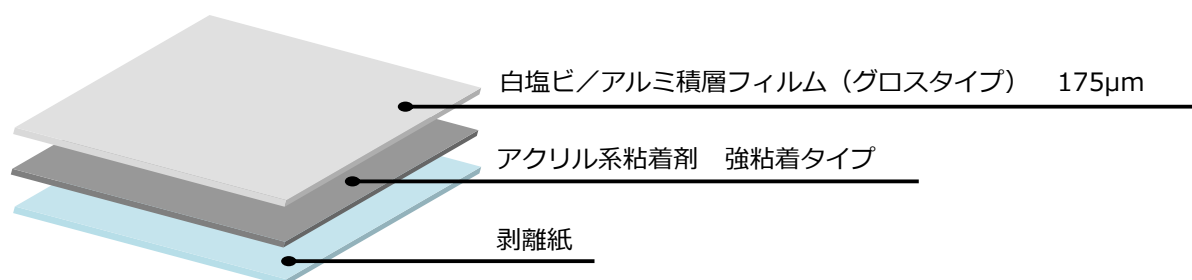 白塩ビ／アルミ積層フィルム（グロスタイプ）　175μm
アクリル系粘着剤　強粘着タイプ
剥離紙